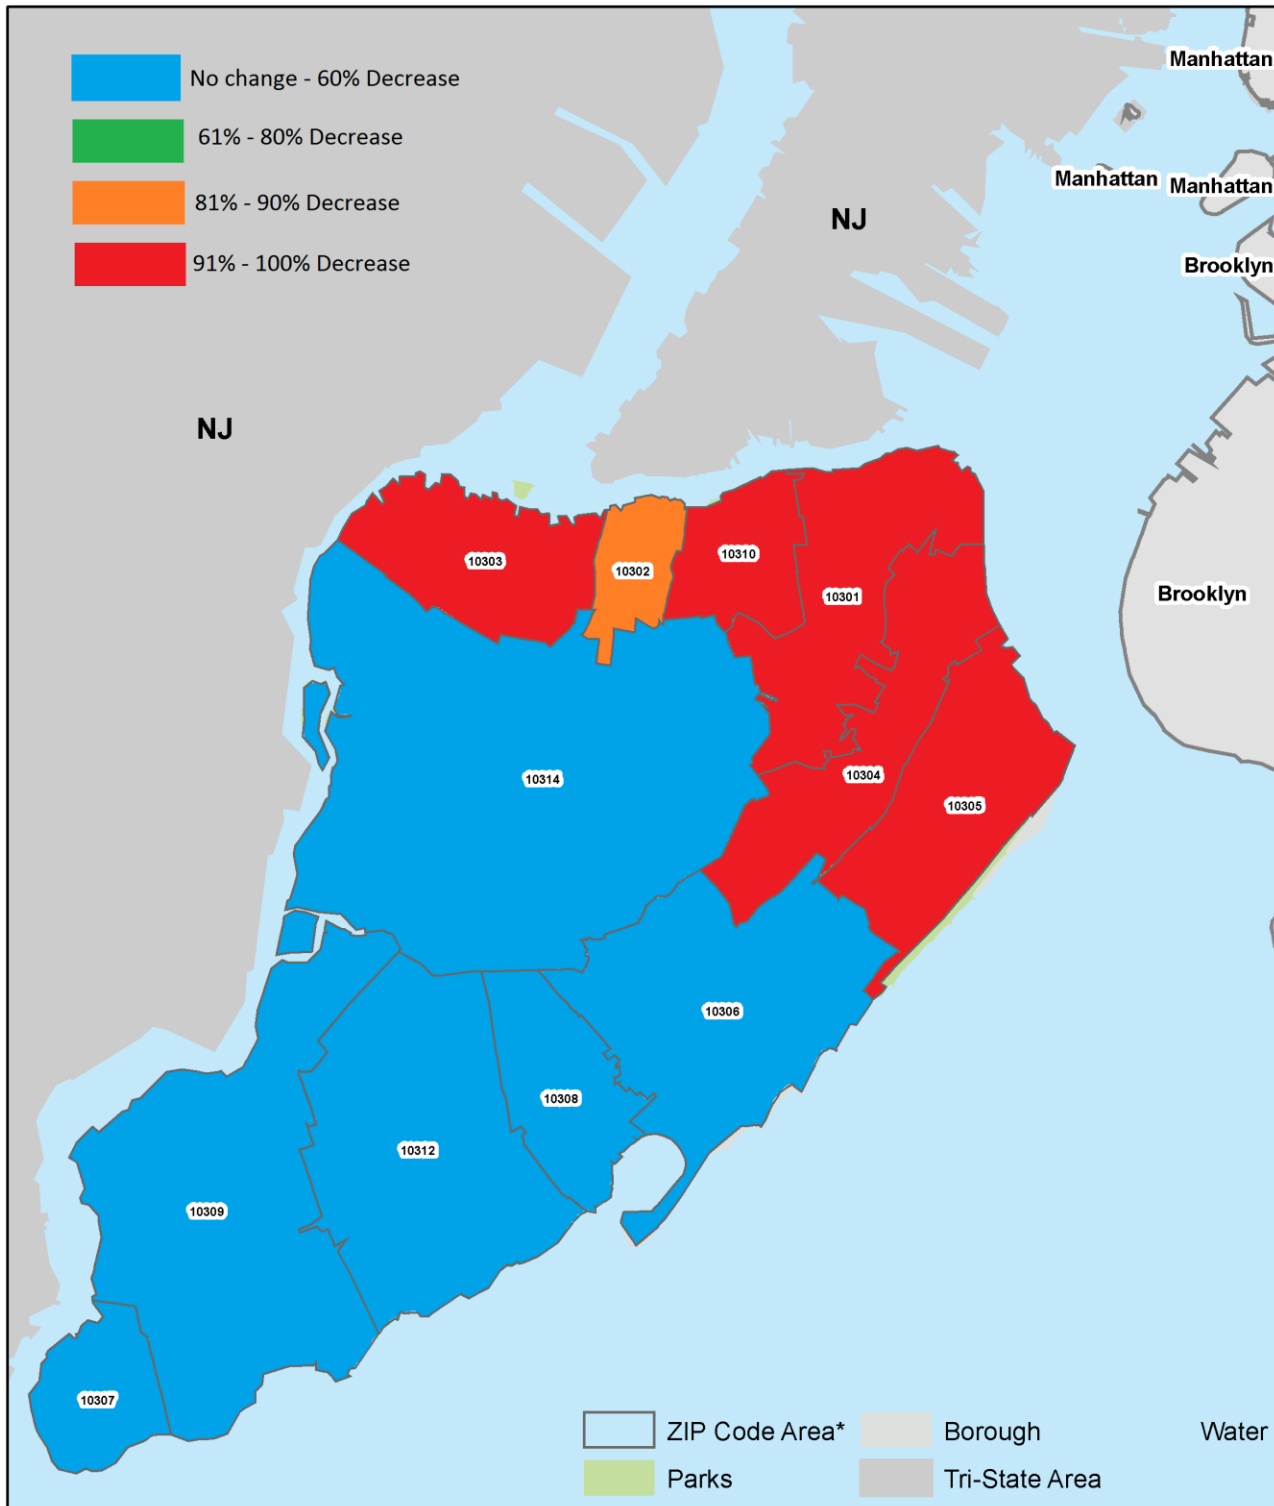 No change - 60% Decrease
61% - 80% Decrease
81% - 90% Decrease
91% - 100% Decrease
Manhattan
Manhattan
Manhattan
NJ
Brooklyn
NJ
10303
10302
10310
10301
Brooklyn
10314
10304
10305
10306
10308
10312
10309
10307
ZIP Code Area*
Borough
Water
Parks
Tri-State Area